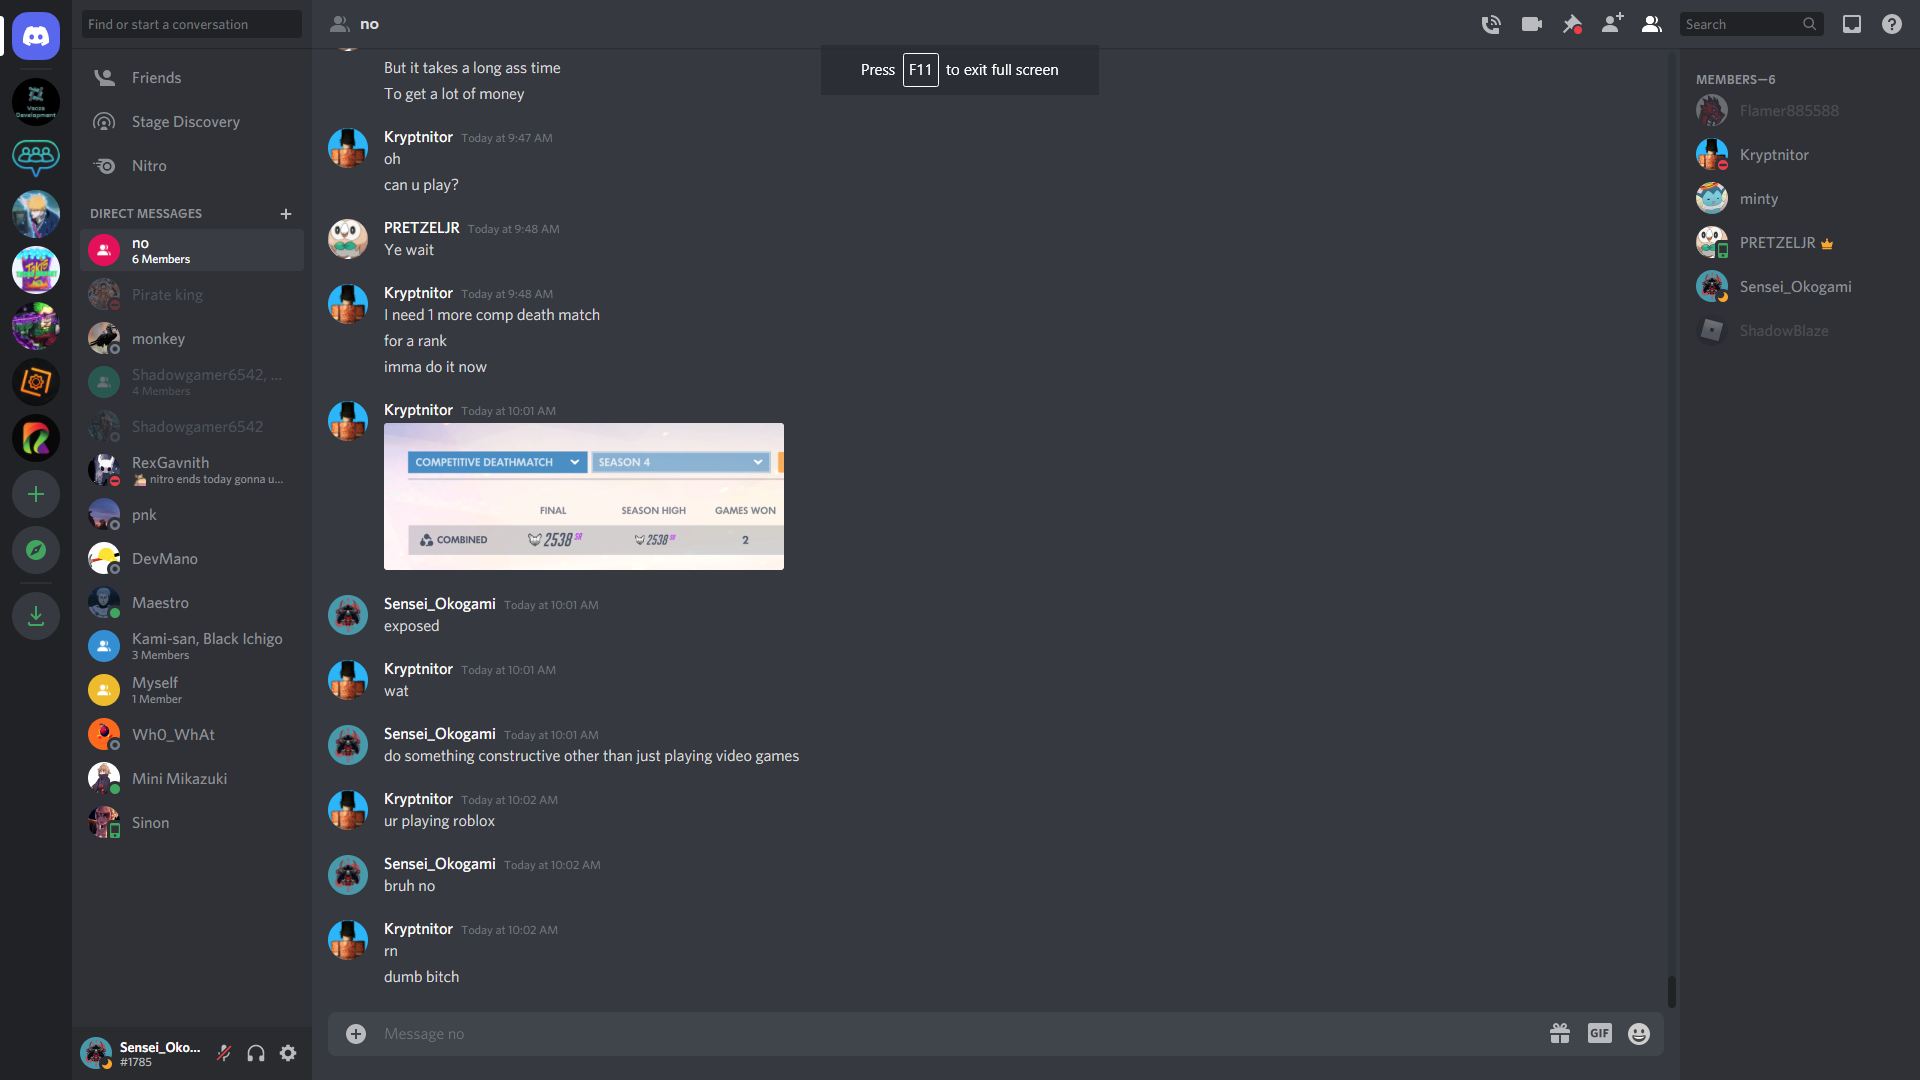 Find or start a conversation
Friends
Stage Discovery
Nitro
DIRECT MESSAGES
no
6 Members
Pirate king
monkey
Shadowgamer6542, ...
4 Members
Shadowgamer6542
RexGavnith
nitro ends today gonna u...
pnk
DevMano
Maestro
Kami-san, Black Ichigo
3 Members
Myself
1 Member
Wh0_WhAt
Mini Mikazuki
Sinon
Sensei_Oko...
#1785
no
Search
Press F11 to exit full screen
But it takes a long ass time
To get a lot of money
Kryptnitor Today at 9:47 AM
oh
can u play?
PRETZELJR Today at 9:48 AM
Ye wait
Kryptnitor Today at 9:48 AM
I need 1 more comp death match
for a rank
imma do it now
Kryptnitor Today at 10:01 AM
COMPETITIVE DEATHMATCH SEASON 4
FINAL SEASON HIGH GAMES WON
COMBINED 2538 SR 2538 SR 2
Sensei_Okogami Today at 10:01 AM
exposed
Kryptnitor Today at 10:01 AM
wat
Sensei_Okogami Today at 10:01 AM
do something constructive other than just playing video games
Kryptnitor Today at 10:02 AM
ur playing roblox
Sensei_Okogami Today at 10:02 AM
bruh no
Kryptnitor Today at 10:02 AM
rn
dumb bitch
Message no
GIF
MEMBERS—6
Flamer885588
Kryptnitor
minty
PRETZELJR
Sensei_Okogami
ShadowBlaze